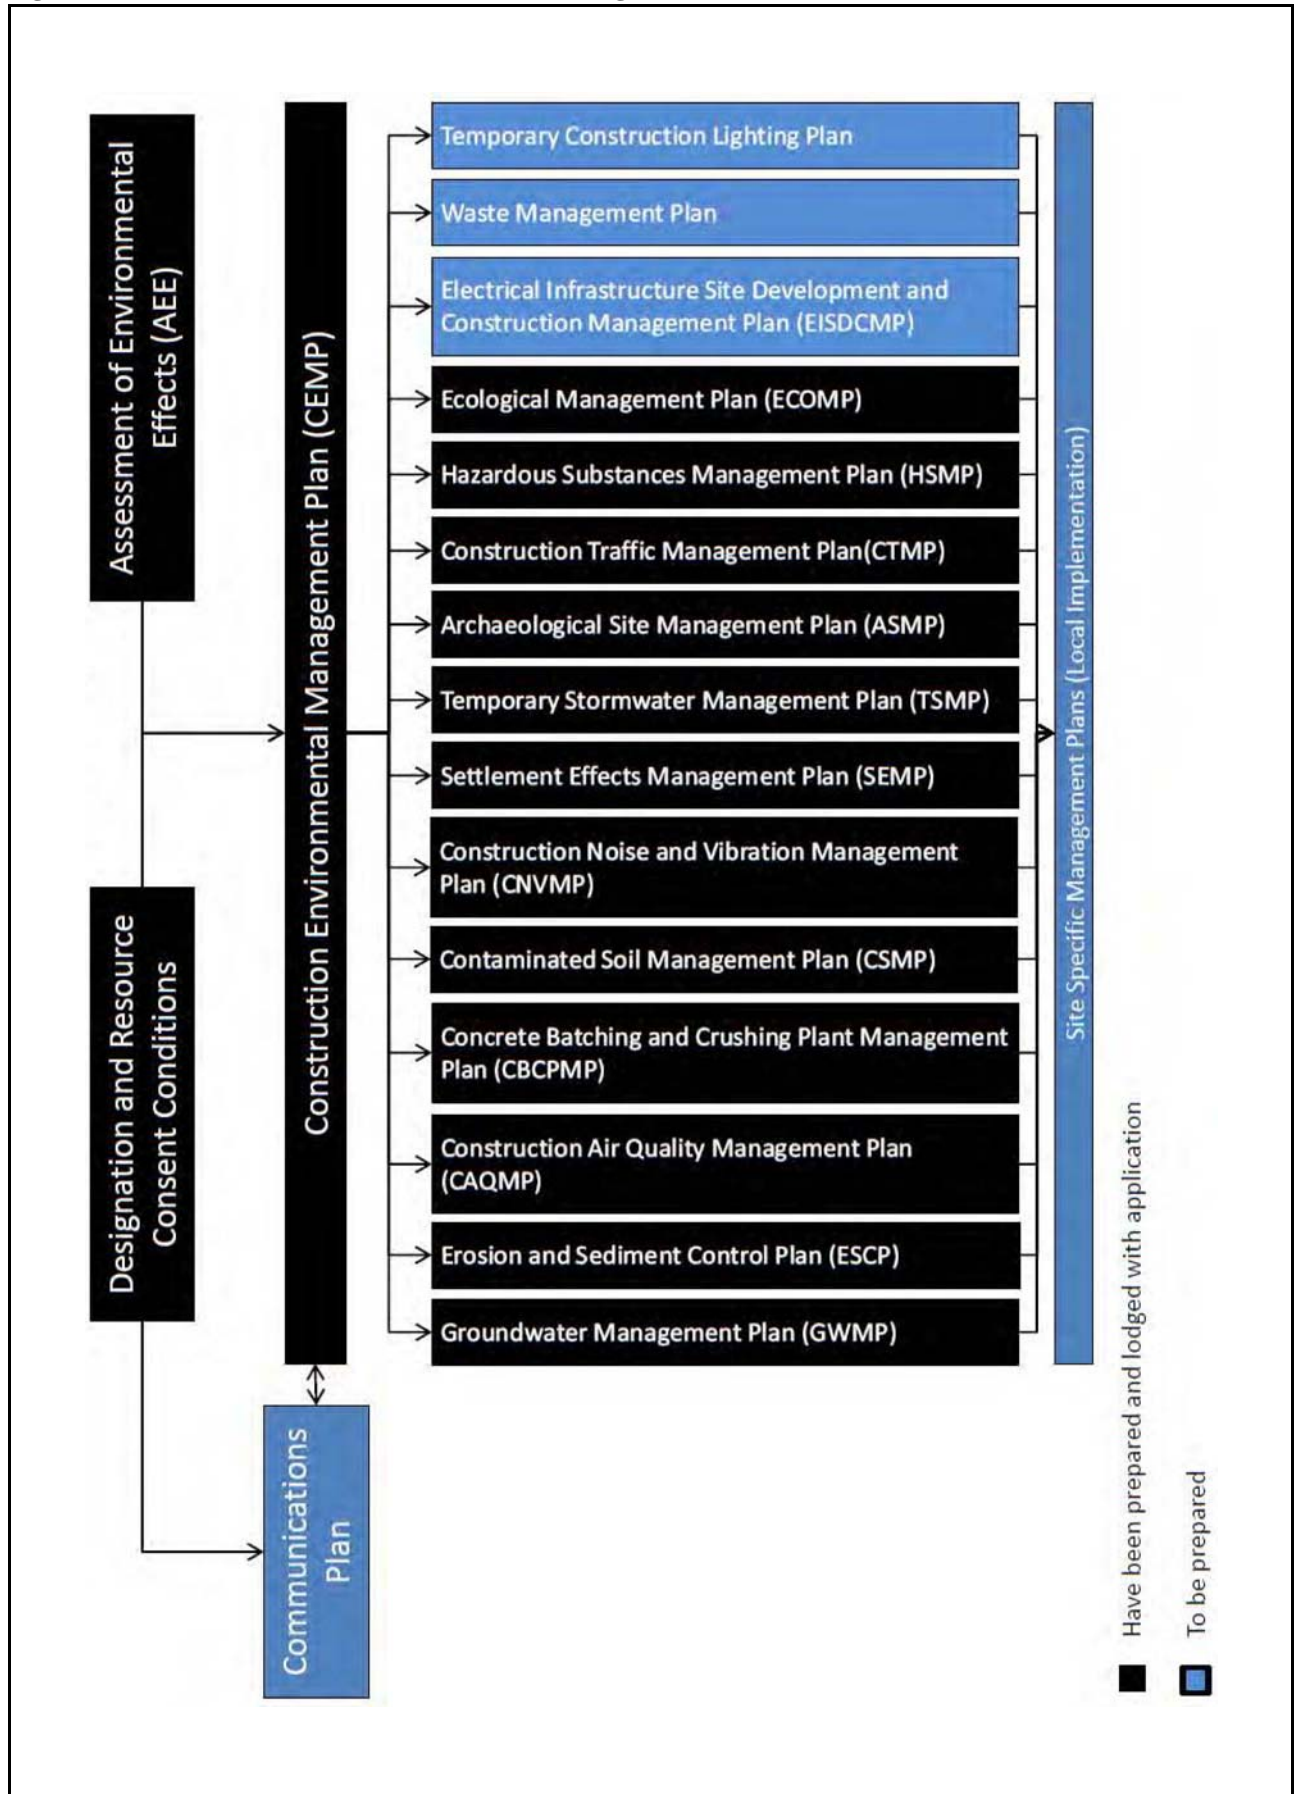 Assessment of Environmental
Effects (AEE)
Designation and Resource
Consent Conditions
Communications
Plan
Construction Environmental Management Plan (CEMP)
Temporary Construction Lighting Plan
Waste Management Plan
Electrical Infrastructure Site Development and
Construction Management Plan (EISDCMP)
Ecological Management Plan (ECOMP)
Hazardous Substances Management Plan (HSMP)
Construction Traffic Management Plan(CTMP)
Archaeological Site Management Plan (ASMP)
Temporary Stormwater Management Plan (TSMP)
Settlement Effects Management Plan (SEMP)
Construction Noise and Vibration Management
Plan (CNVMP)
Contaminated Soil Management Plan (CSMP)
Concrete Batching and Crushing Plant Management
Plan (CBCPMP)
Construction Air Quality Management Plan
(CAQMP)
Erosion and Sediment Control Plan (ESCP)
Groundwater Management Plan (GWMP)
Site Specific Management Plans (Local Implementation)
Have been prepared and lodged with application
To be prepared